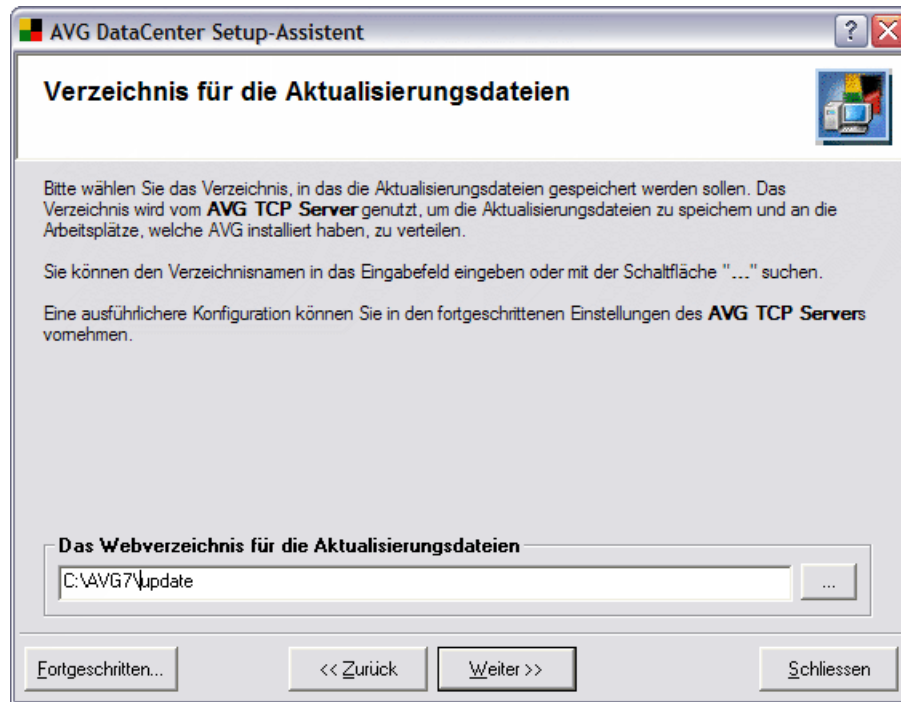 AVG DataCenter Setup-Assistent
?
Verzeichnis für die Aktualisierungsdateien
Bitte wählen Sie das Verzeichnis, in das die Aktualisierungsdateien gespeichert werden sollen. Das
Verzeichnis wird vom AVG TCP Server genutzt, um die Aktualisierungsdateien zu speichern und an die
Arbeitsplätze, welche AVG installiert haben, zu verteilen.
Sie können den Verzeichnisnamen in das Eingabefeld eingeben oder mit der Schaltfläche "..." suchen.
Eine ausführlichere Konfiguration können Sie in den fortgeschrittenen Einstellungen des AVG TCP Servers
vornehmen.
Das Webverzeichnis für die Aktualisierungsdateien
C:\AVG7\update
...
Fortgeschritten...
<< Zurück
Weiter >>
Schliessen